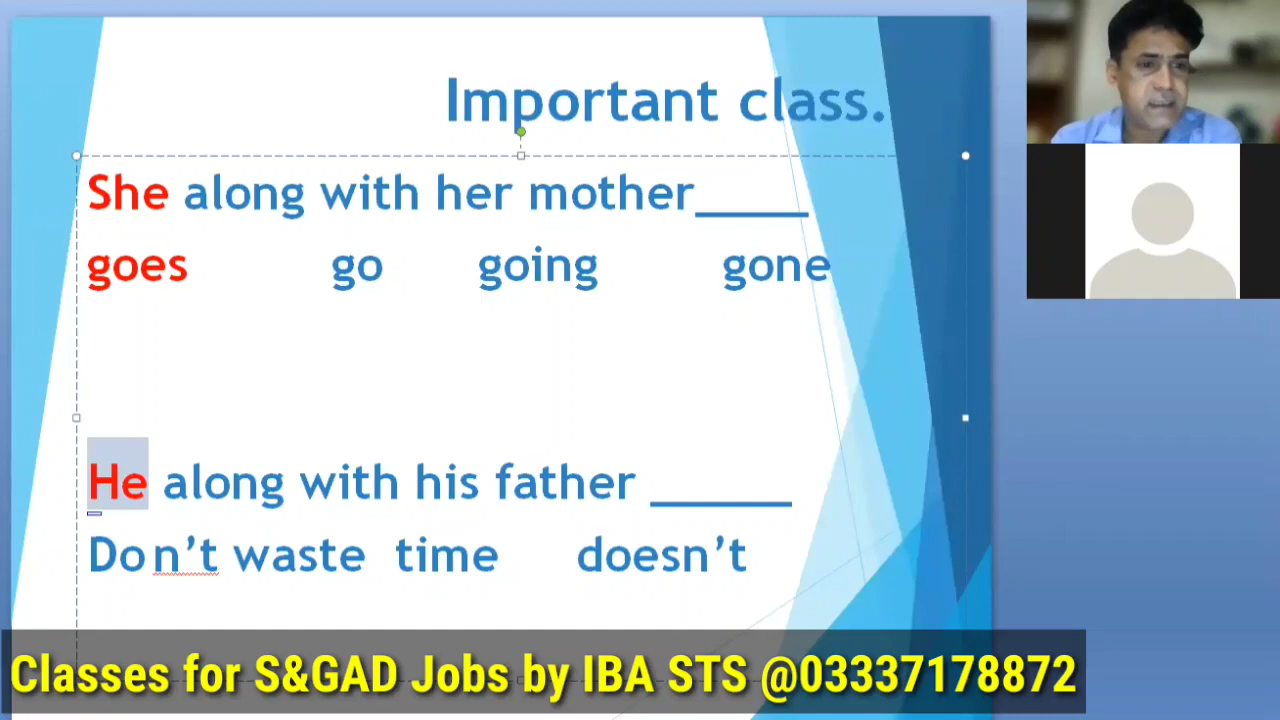 Important class.
She along with her mother_____
goes go going gone
He along with his father ______
Don’t waste time doesn’t
Classes for S&GAD Jobs by IBA STS @03337178872